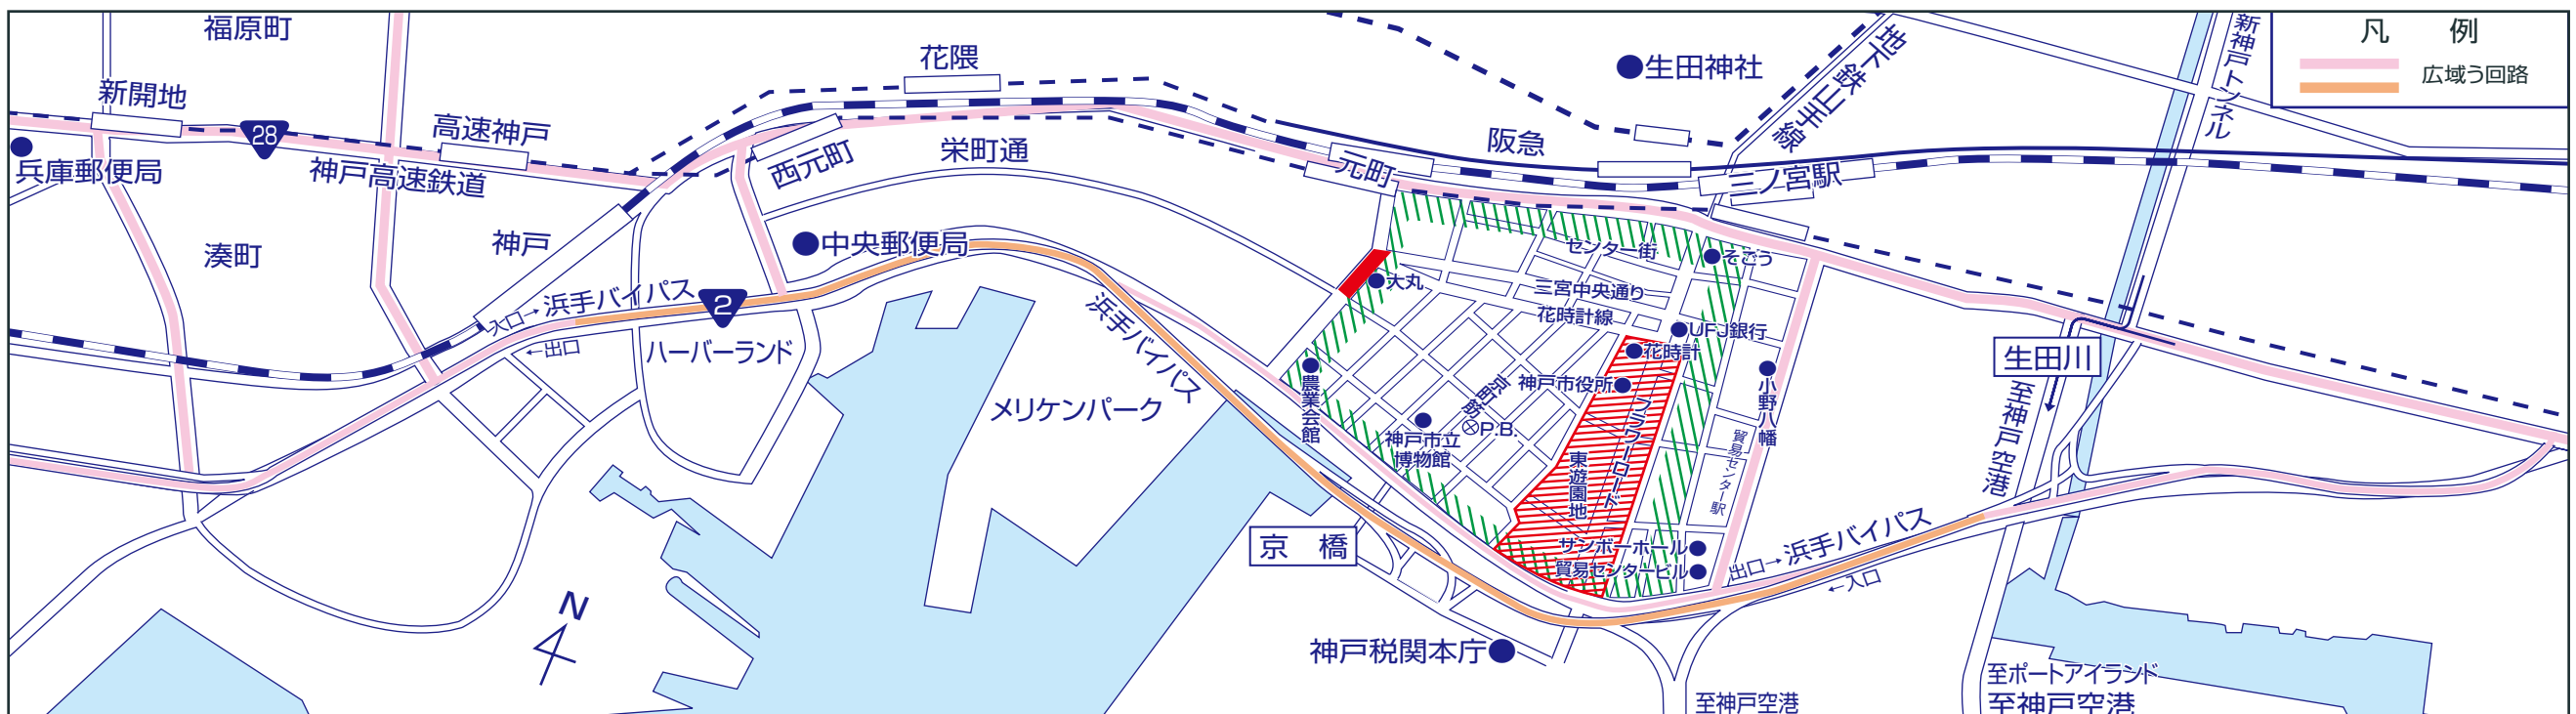 福原町
花隈
生田神社
地下鉄山手線
新神戸トンネル
凡　例
広域う回路
新開地
28
高速神戸
兵庫郵便局
神戸高速鉄道
西元町
栄町通
元町
阪急
三ノ宮駅
湊町
神戸
中央郵便局
センター街
そごう
大丸
三宮中央通り
花時計線
UFJ銀行
入口→
浜手バイパス
2
←出口
ハーバーランド
浜手バイパス
メリケンパーク
農業会館
神戸市立
博物館
京町筋
P.B.
花時計
神戸市役所
フラワーロード
東遊園地
小野八幡
貿易センター駅
生田川
至神戸空港
サンボーホール
貿易センタービル
出口→
浜手バイパス
←入口
京　橋
N
神戸税関本庁
至神戸空港
至ポートアイランド
至神戸空港